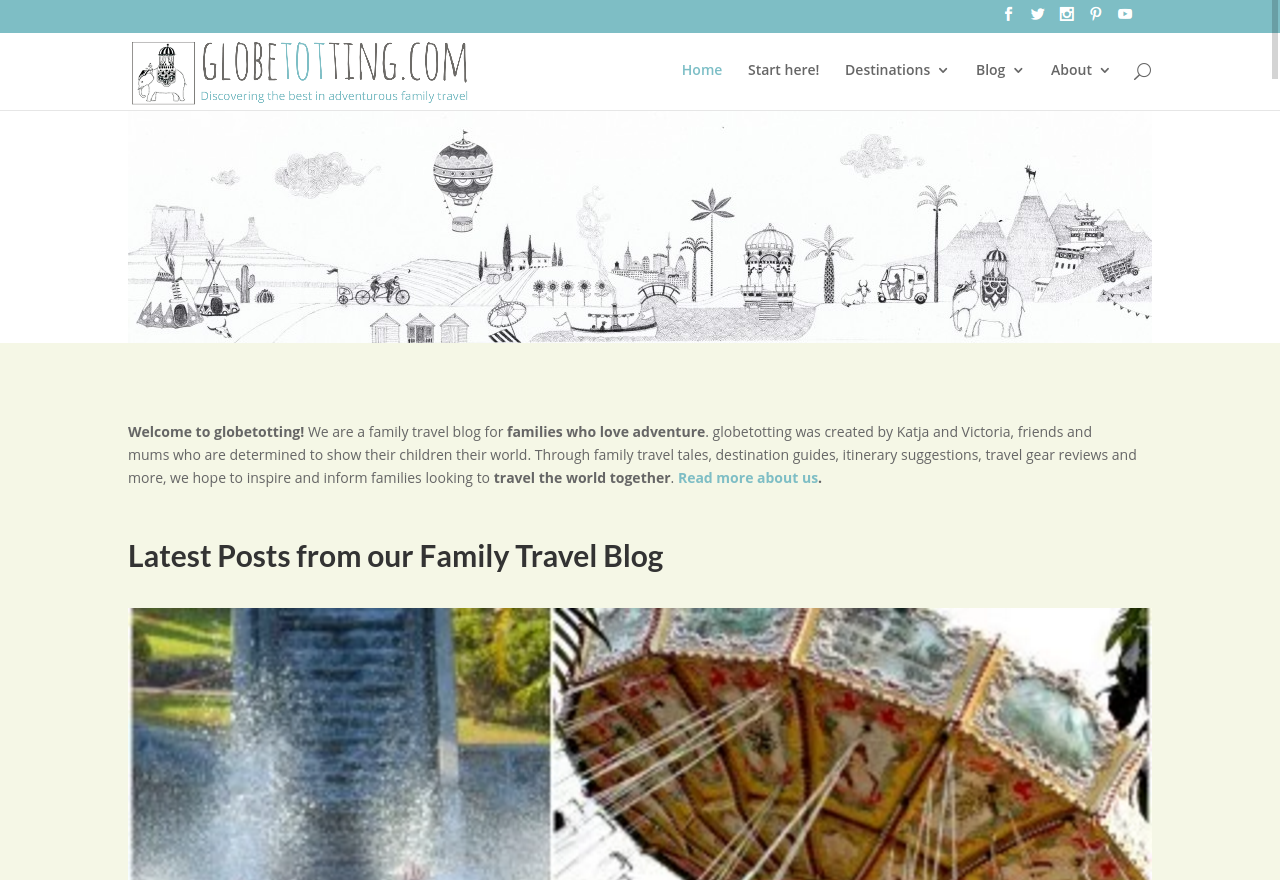 GLOBETOTTING.COM
Discovering the best in adventurous family travel
Home Start here! Destinations Blog About
Welcome to globetotting! We are a family travel blog for families who love adventure. globetotting was created by Katja and Victoria, friends and
mums who are determined to show their children their world. Through family travel tales, destination guides, itinerary suggestions, travel gear reviews and
more, we hope to inspire and inform families looking to travel the world together. Read more about us.
Latest Posts from our Family Travel Blog